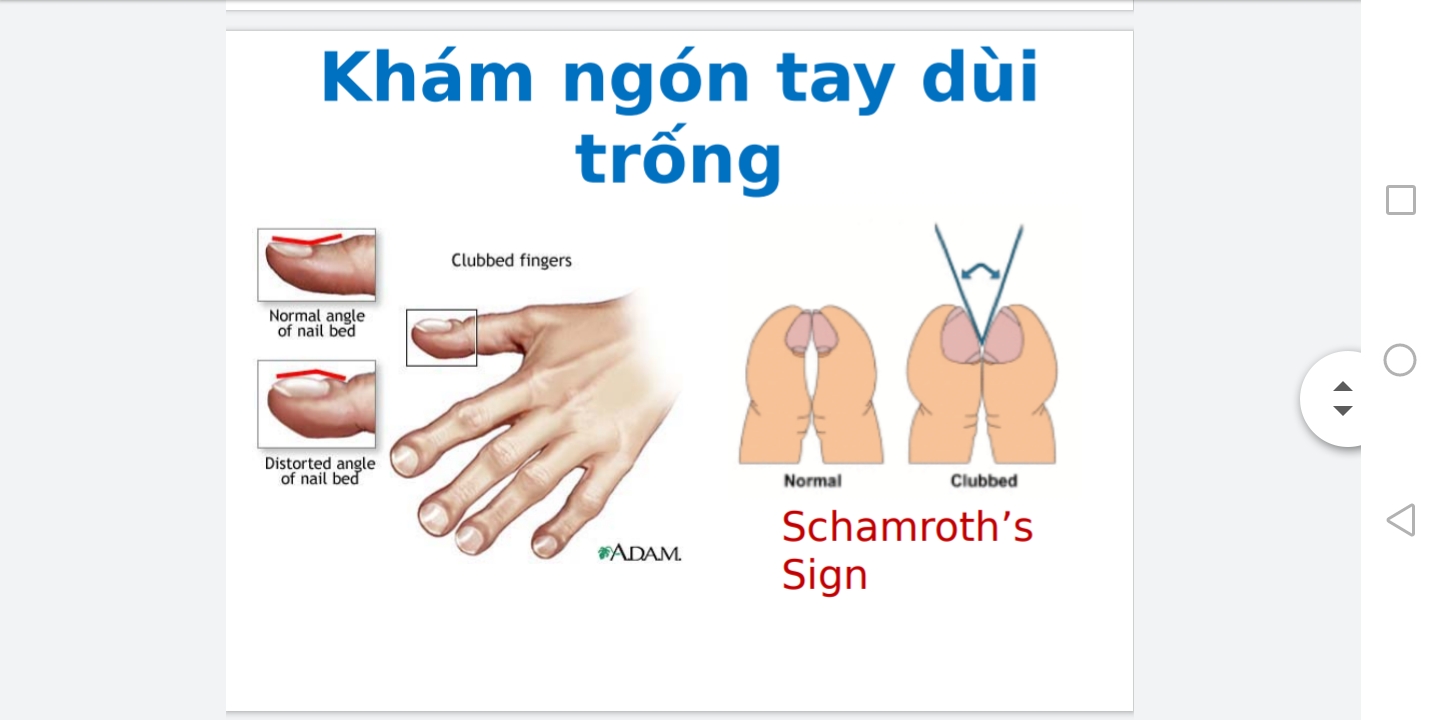 Khám ngón tay dùi
trống
Clubbed fingers
Normal angle
of nail bed
Distorted angle
of nail bed
ADAM.
Normal
Clubbed
Schamroth’s
Sign